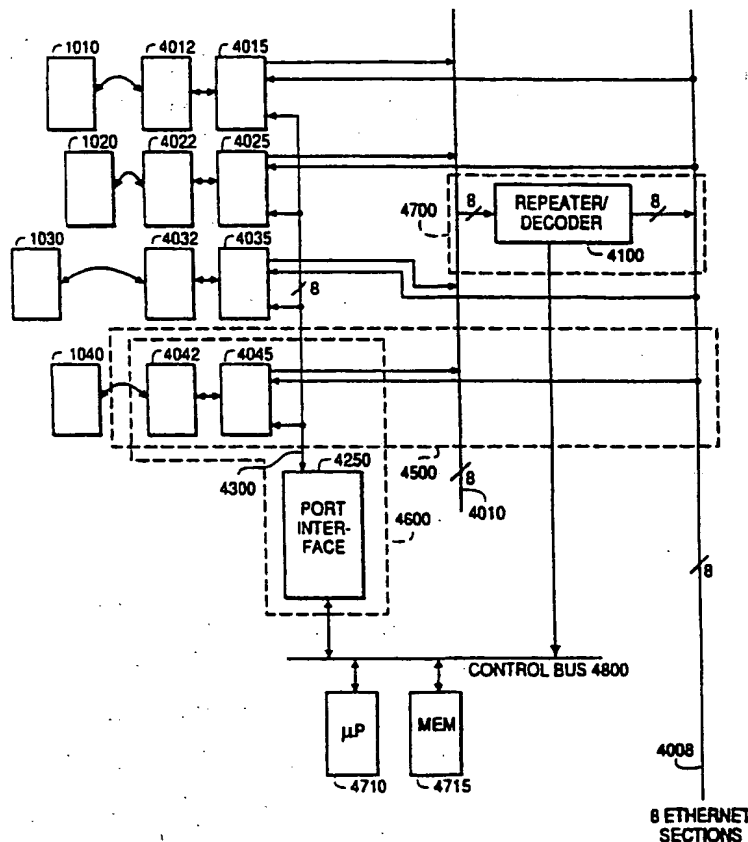 1010 4012 4015
1020 4022 4025
4700 8 REPEATER/
DECODER 8
4100
1030 4032 4035
8
1040 4042 4045
4300 4250 4500
8
4010
PORT
INTER-
FACE
4600
8
CONTROL BUS 4800
μP MEM
4710 4715
4008
8 ETHERNET
SECTIONS